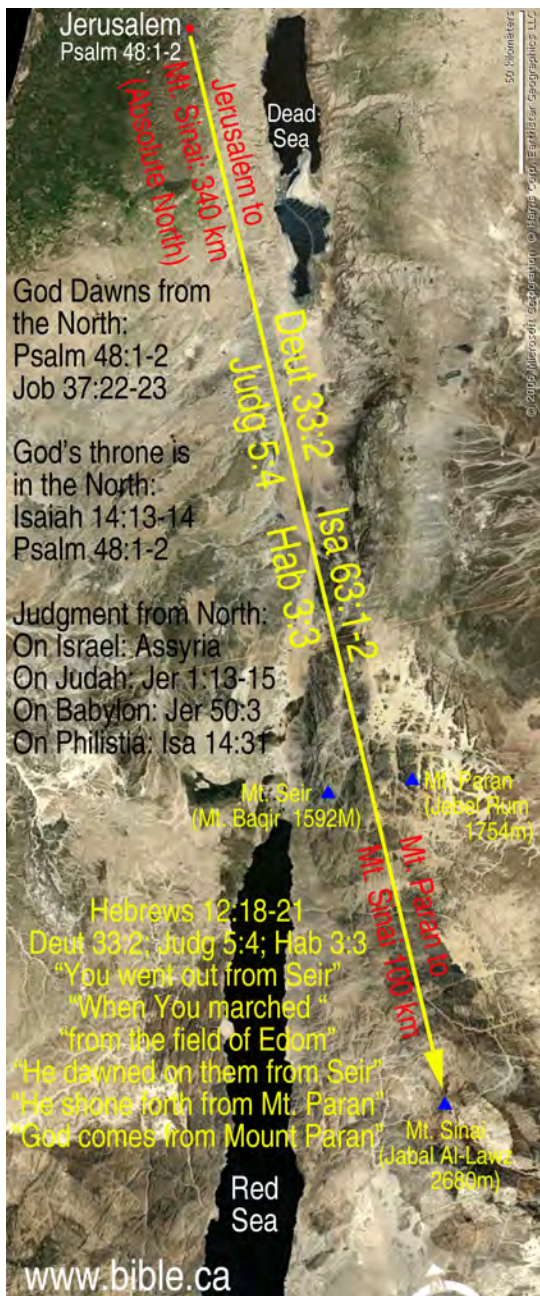 Jerusalem
Psalm 48:1-2
50 Kilometers
© 2006 Microsoft Corporation © Harris Corp, Earthstar Geographics LLC
Dead
Sea
Jerusalem to
Mt. Sinai: 340 km
(Absolute North)
God Dawns from
the North:
Psalm 48:1-2
Job 37:22-23
Deut 33:2
Judg 5:4
God's throne is
in the North:
Isaiah 14:13-14
Psalm 48:1-2
Isa 63:1-2
Hab 3:3
Judgment from North:
On Israel: Assyria
On Judah: Jer 1:13-15
On Babylon: Jer 50:3
On Philistia: Isa 14:31
Mt. Seir
(Mt. Baqir 1592M)
Mt. Paran
(Jebel Rum
1754m)
Mt. Paran to
Mt. Sinai 100 km
Hebrews 12:18-21
Deut 33:2; Judg 5:4; Hab 3:3
“You went out from Seir”
“When You marched “
“from the field of Edom”
“He dawned on them from Seir”
“He shone forth from Mt. Paran”
“God comes from Mount Paran”
Mt. Sinai
(Jabal Al-Lawz
2680m)
Red
Sea
www.bible.ca
N